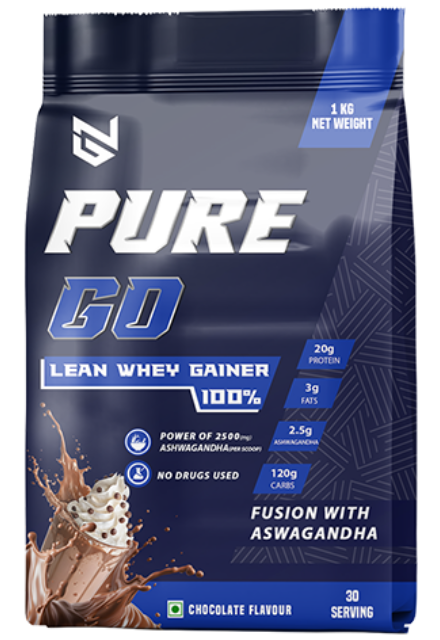 1 KG
NET WEIGHT
PURE
GO
LEAN WHEY GAINER
100%
20g
PROTEIN
3g
FATS
POWER OF 2500(mg)
ASHWAGANDHA(PER SCOOP)
2.5g
ASHWAGANDHA
NO DRUGS USED
120g
CARBS
FUSION WITH
ASWAGANDHA
CHOCOLATE FLAVOUR
30
SERVING